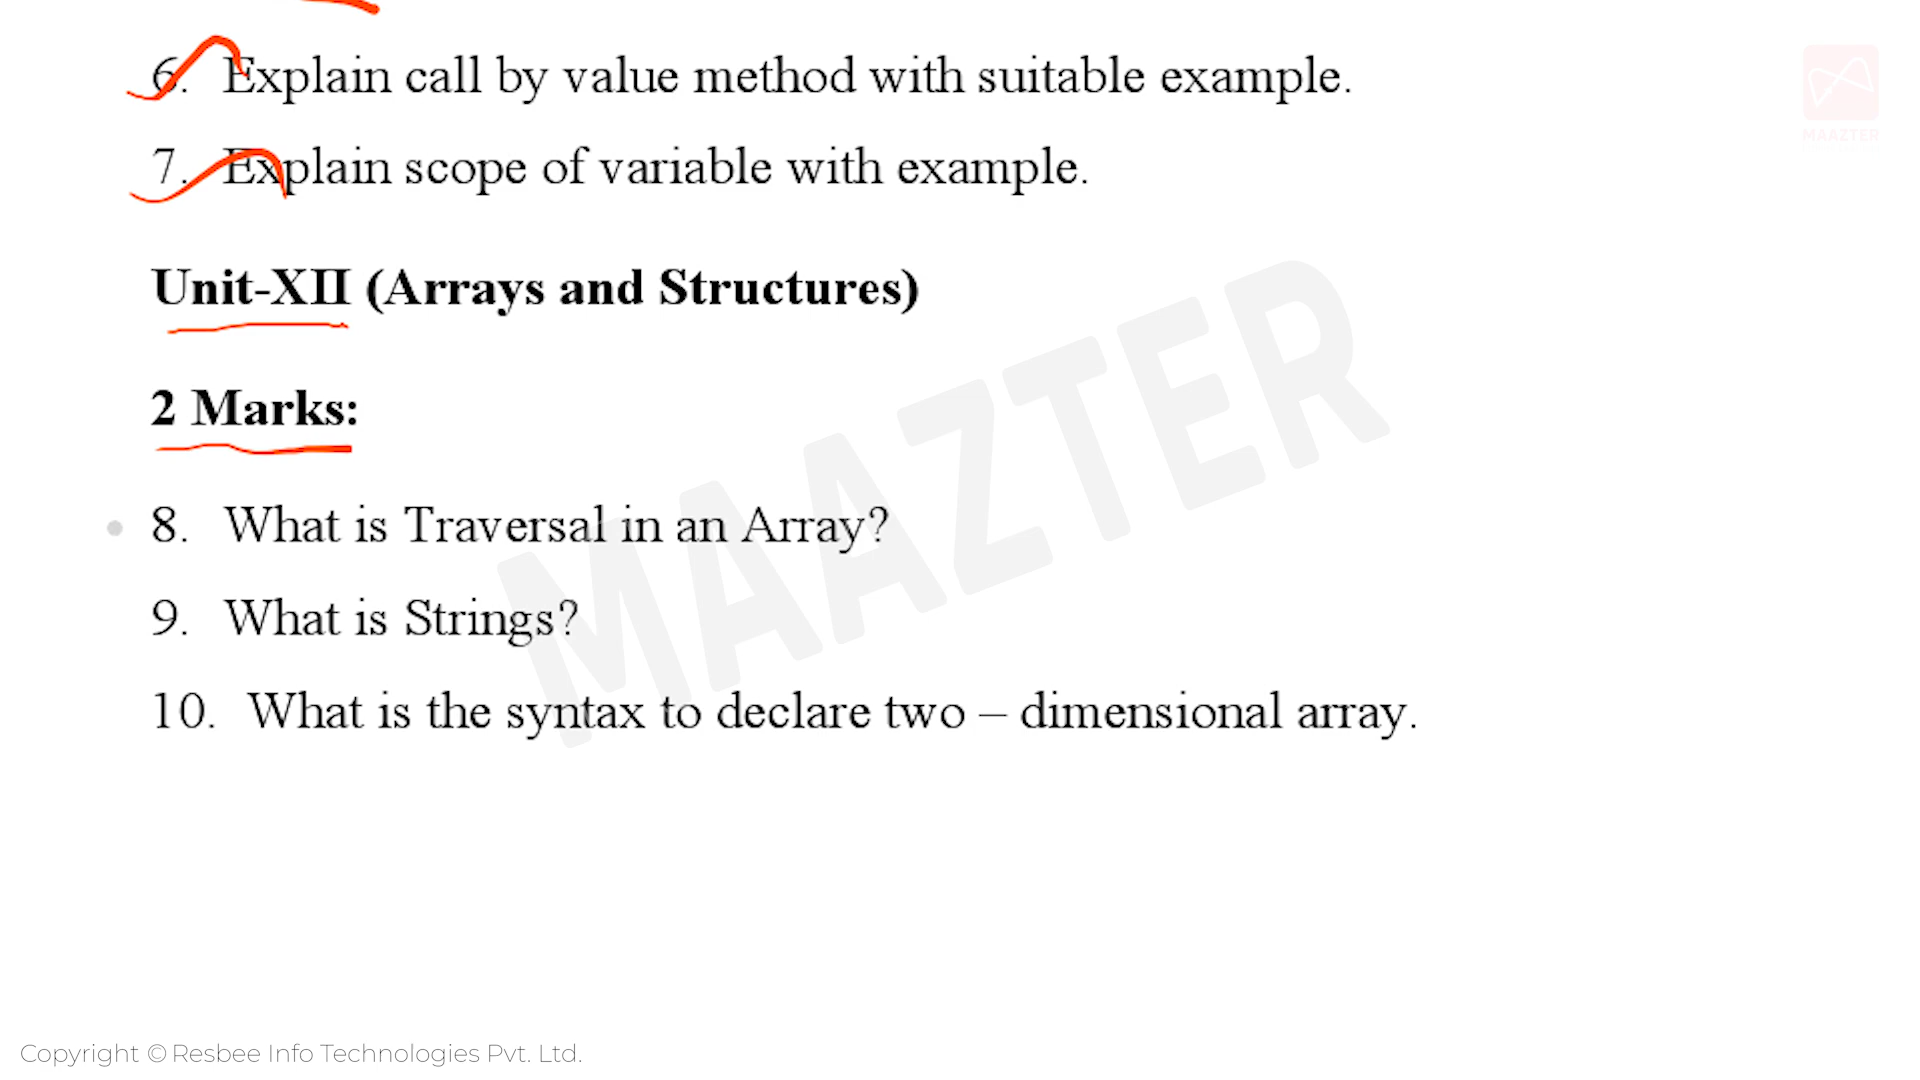 6. Explain call by value method with suitable example.
MAAZTER
7. Explain scope of variable with example.
Unit-XII (Arrays and Structures)
2 Marks:
MAAZTER
8. What is Traversal in an Array?
9. What is Strings?
10. What is the syntax to declare two – dimensional array.
Copyright © Resbee Info Technologies Pvt. Ltd.